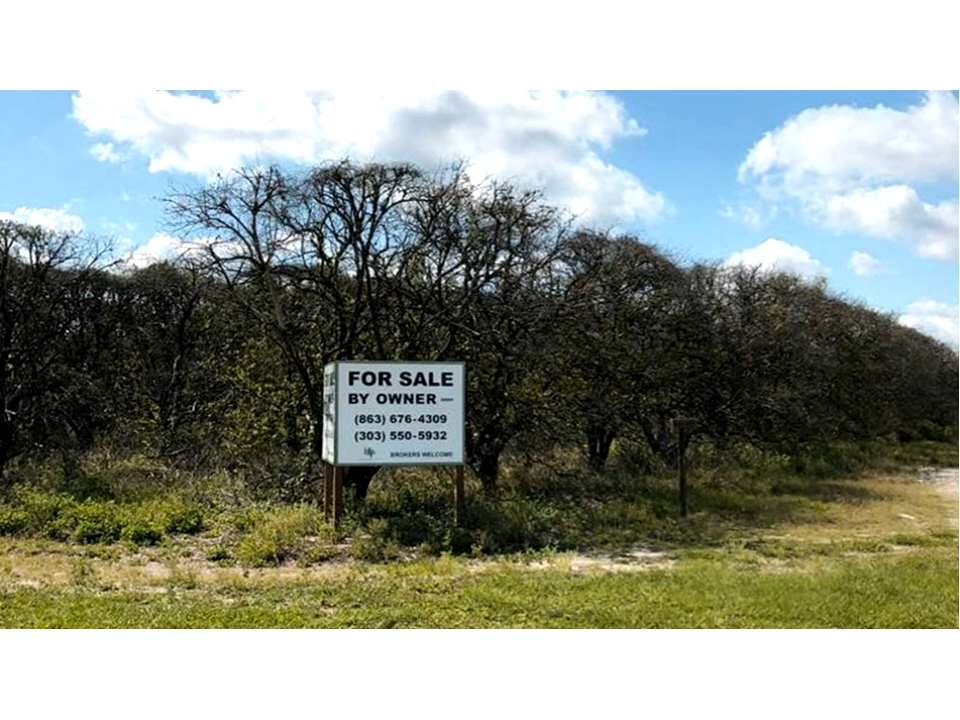 FOR SALE
BY OWNER —
(863) 676-4309
(303) 550-5932
BROKERS WELCOME